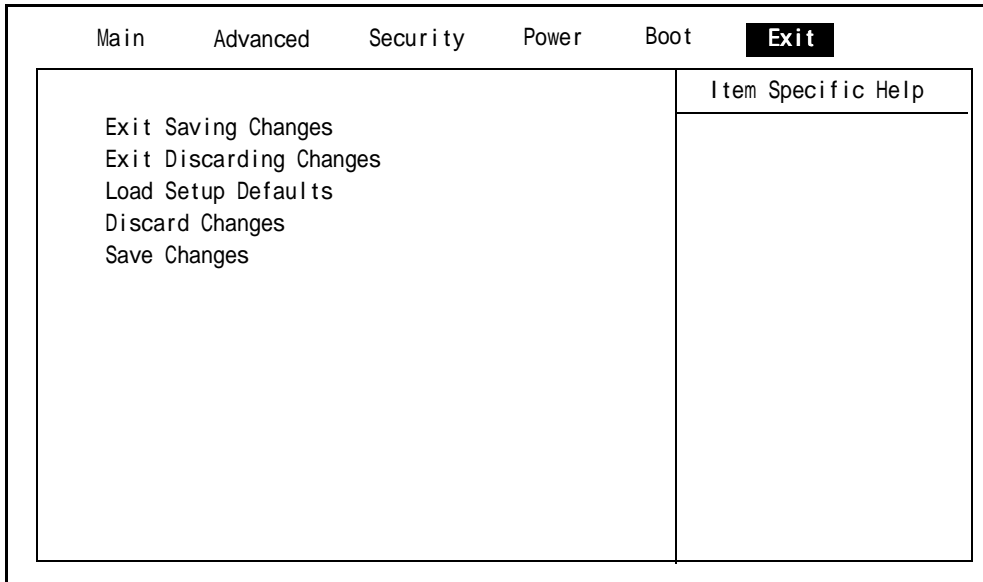 Main Advanced Security Power Boot Exit
Item Specific Help
Exit Saving Changes
Exit Discarding Changes
Load Setup Defaults
Discard Changes
Save Changes